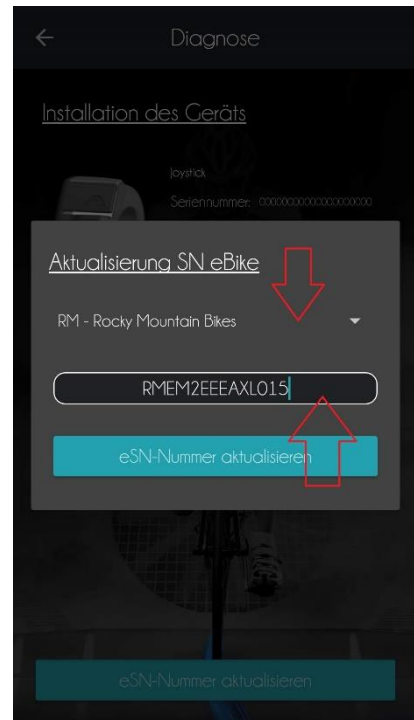 Diagnose
Installation des Geräts
Joystick
Seriennummer: 00000000000000000000
Aktualisierung SN eBike
RM - Rocky Mountain Bikes
RMEM2EEEAXL015
eSN-Nummer aktualisieren
eSN-Nummer aktualisieren